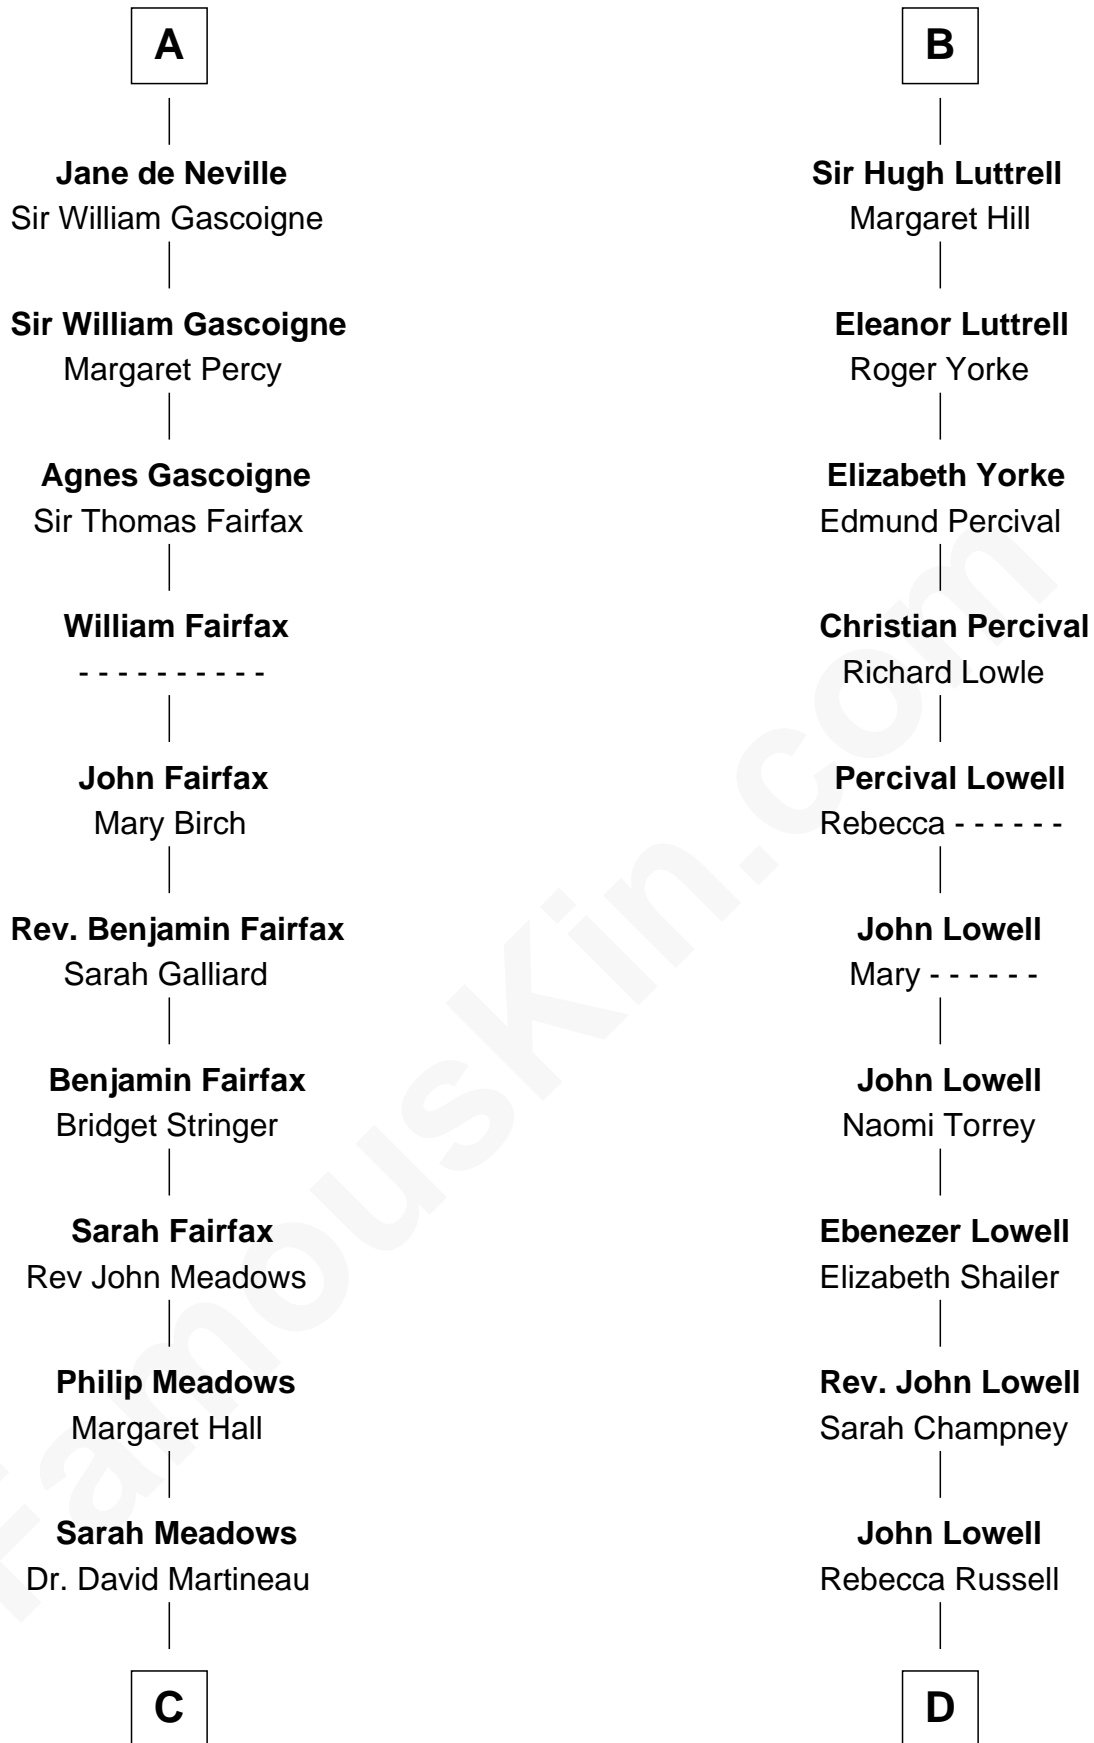 A
Jane de Neville
Sir William Gascoigne
Sir William Gascoigne
Margaret Percy
Agnes Gascoigne
Sir Thomas Fairfax
William Fairfax
- - - - - - - - - -
John Fairfax
Mary Birch
Rev. Benjamin Fairfax
Sarah Galliard
Benjamin Fairfax
Bridget Stringer
Sarah Fairfax
Rev John Meadows
Philip Meadows
Margaret Hall
Sarah Meadows
Dr. David Martineau
C
B
Sir Hugh Luttrell
Margaret Hill
Eleanor Luttrell
Roger Yorke
Elizabeth Yorke
Edmund Percival
Christian Percival
Richard Lowle
Percival Lowell
Rebecca - - - - - -
John Lowell
Mary - - - - - -
John Lowell
Naomi Torrey
Ebenezer Lowell
Elizabeth Shailer
Rev. John Lowell
Sarah Champney
John Lowell
Rebecca Russell
D
FamousKin.com